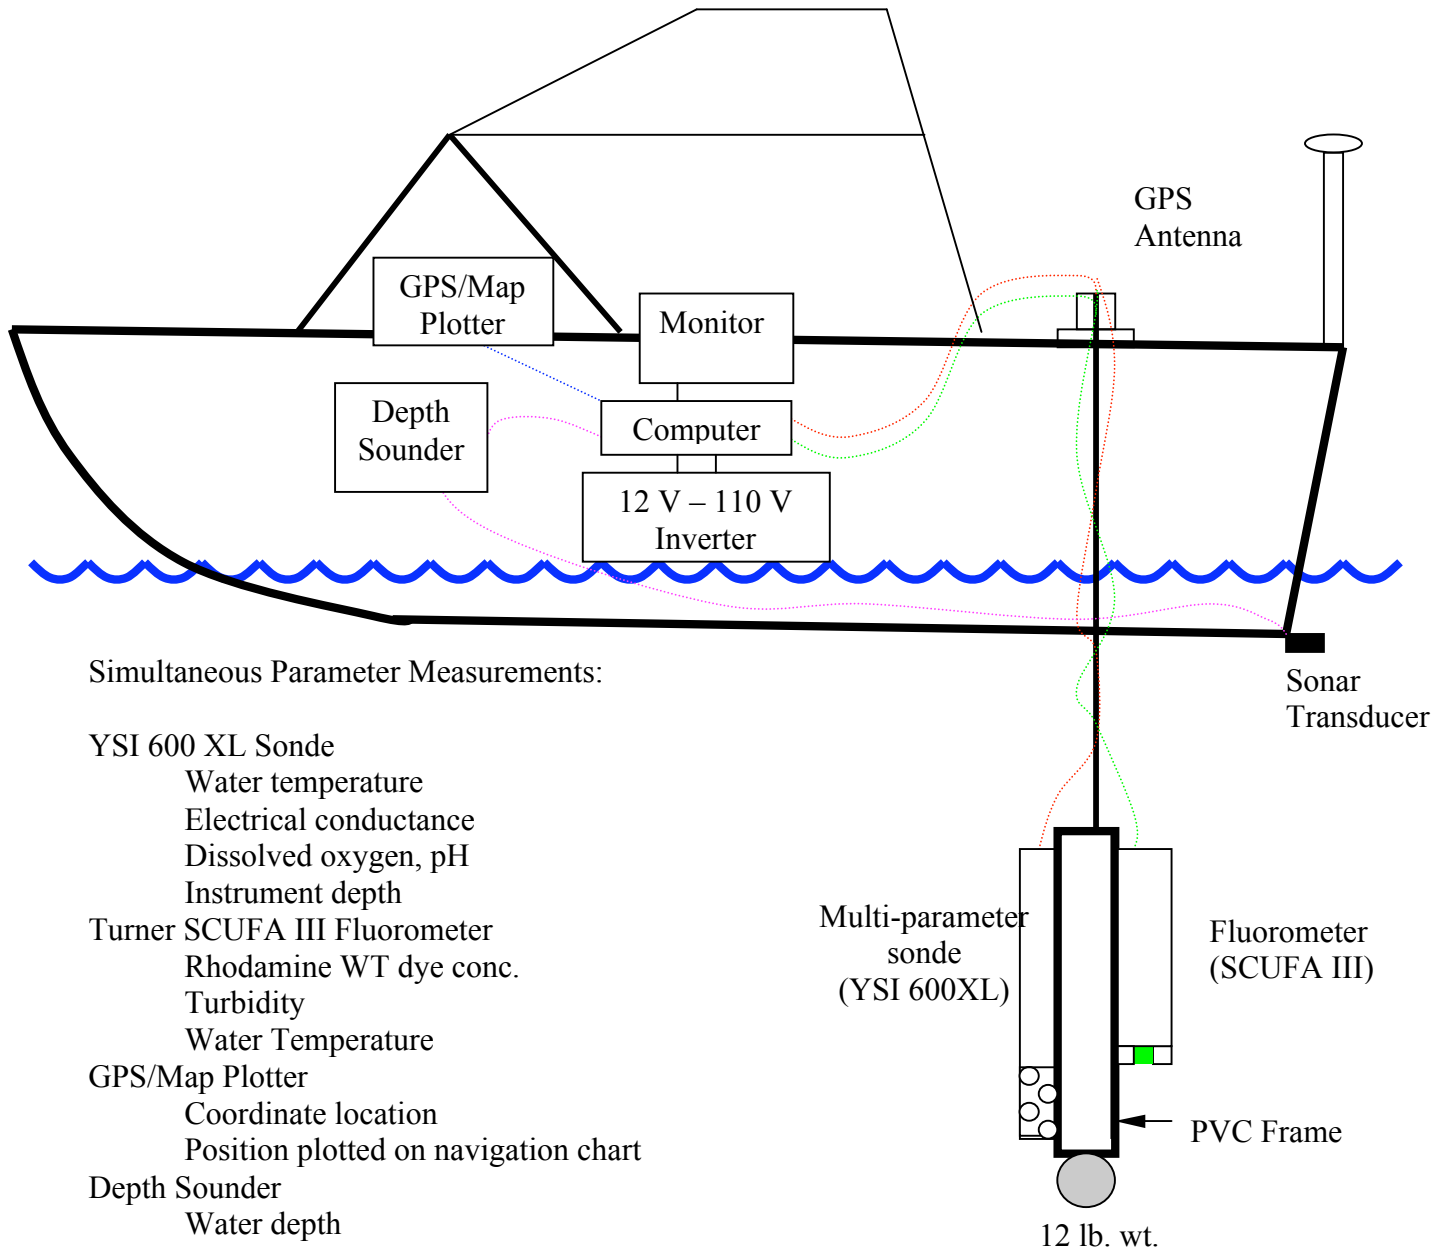 GPS
Antenna
GPS/Map
Plotter
Monitor
Depth
Sounder
Computer
12 V – 110 V
Inverter
Sonar
Transducer
Simultaneous Parameter Measurements:
YSI 600 XL Sonde
Water temperature
Electrical conductance
Dissolved oxygen, pH
Instrument depth
Turner SCUFA III Fluorometer
Rhodamine WT dye conc.
Turbidity
Water Temperature
GPS/Map Plotter
Coordinate location
Position plotted on navigation chart
Depth Sounder
Water depth
Multi-parameter
sonde
(YSI 600XL)
Fluorometer
(SCUFA III)
PVC Frame
12 lb. wt.